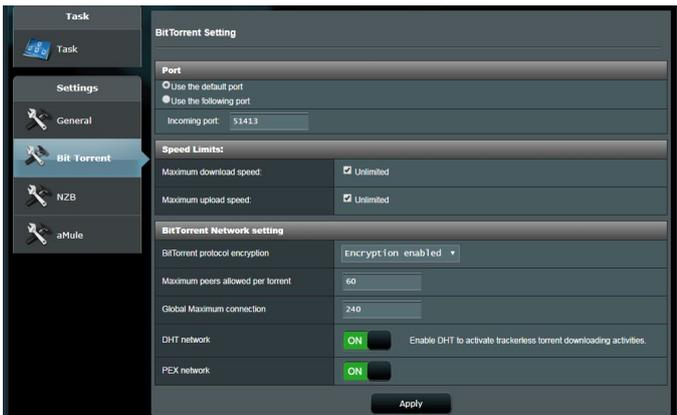 Task
Task
Settings
General
Bit Torrent
NZB
aMule
BitTorrent Setting
Port
Use the default port
Use the following port
Incoming port: 51413
Speed Limits:
Maximum download speed: Unlimited
Maximum upload speed: Unlimited
BitTorrent Network setting
BitTorrent protocol encryption Encryption enabled
Maximum peers allowed per torrent 60
Global Maximum connection 240
DHT network ON Enable DHT to activate trackerless torrent downloading activities.
PEX network ON
Apply